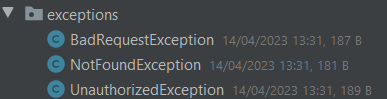 exceptions
BadRequestException 14/04/2023 13:31, 187 B
NotFoundException 14/04/2023 13:31, 181 B
UnauthorizedException 14/04/2023 13:31, 189 B